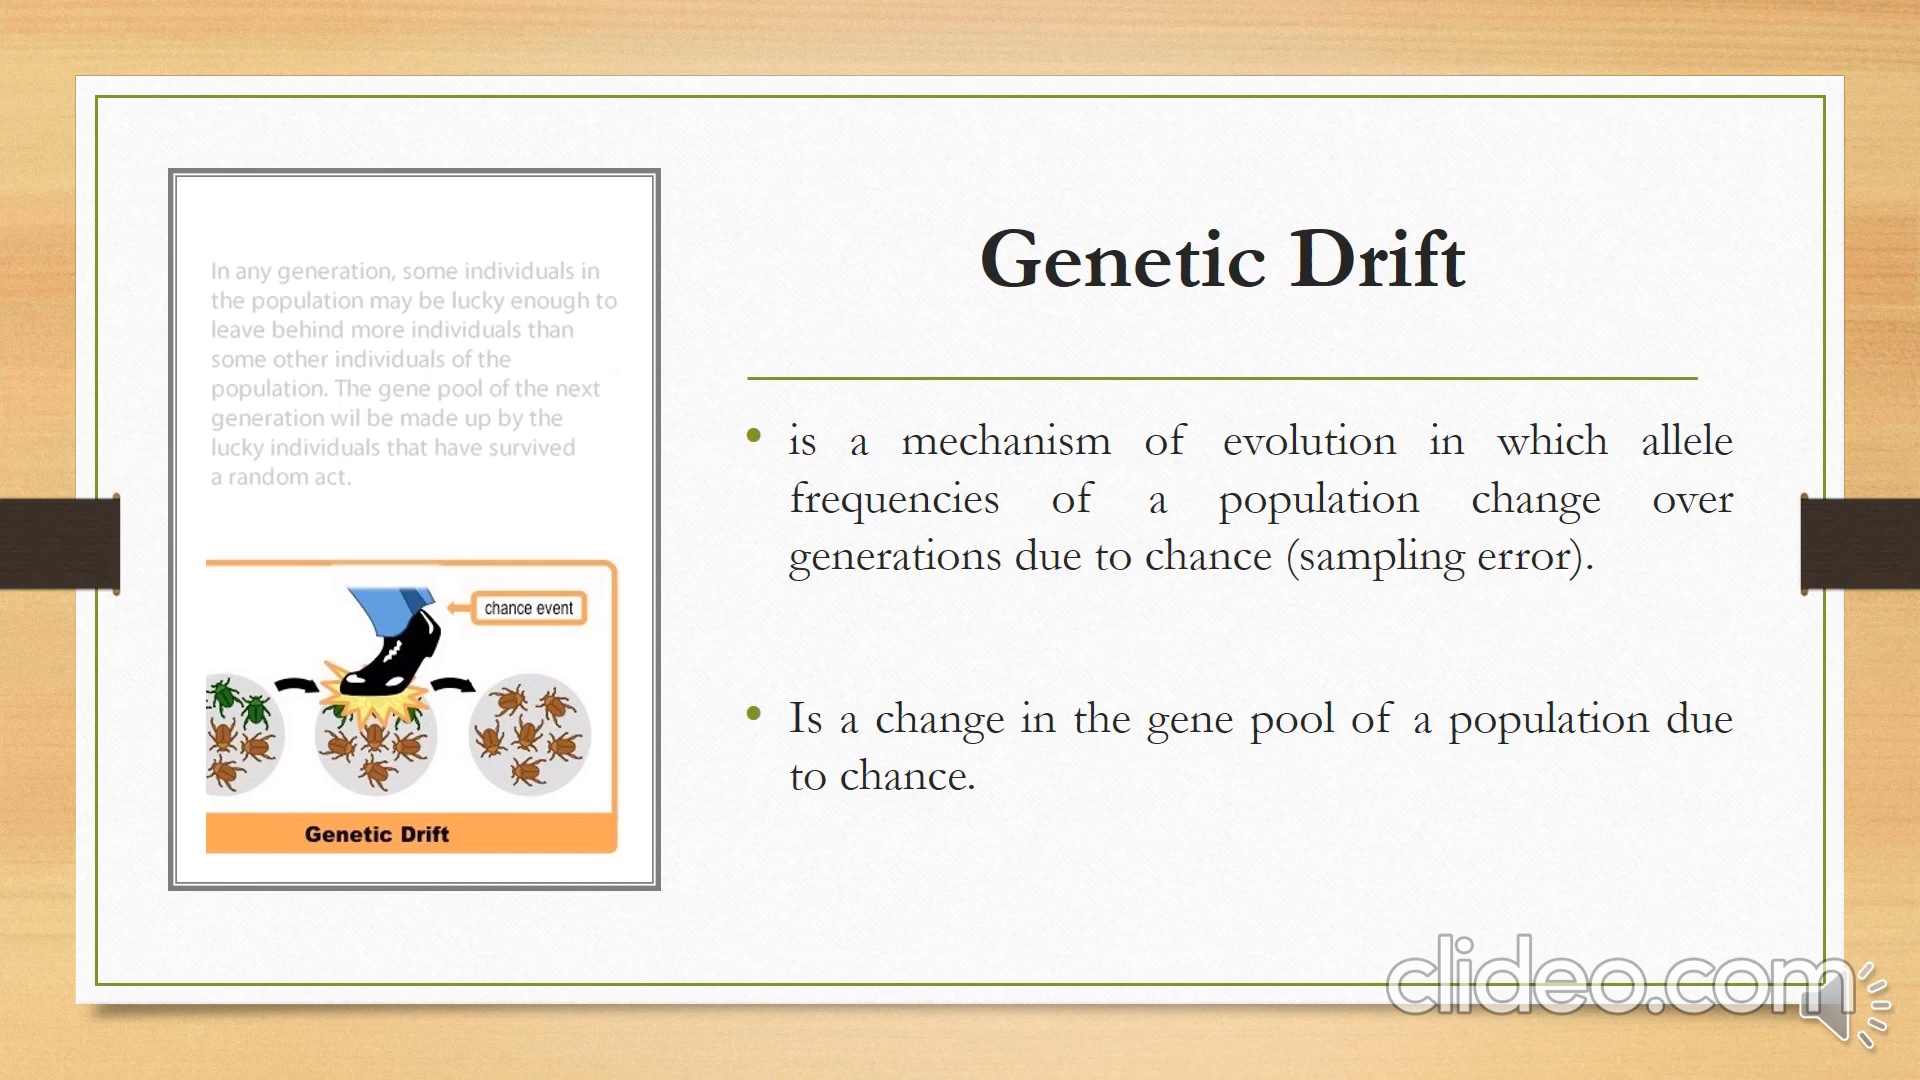 In any generation, some individuals in
the population may be lucky enough to
leave behind more individuals than
some other individuals of the
population. The gene pool of the next
generation wil be made up by the
lucky individuals that have survived
a random act.
chance event
Genetic Drift
Genetic Drift
• is a mechanism of evolution in which allele
frequencies of a population change over
generations due to chance (sampling error).
• Is a change in the gene pool of a population due
to chance.
clideo.com